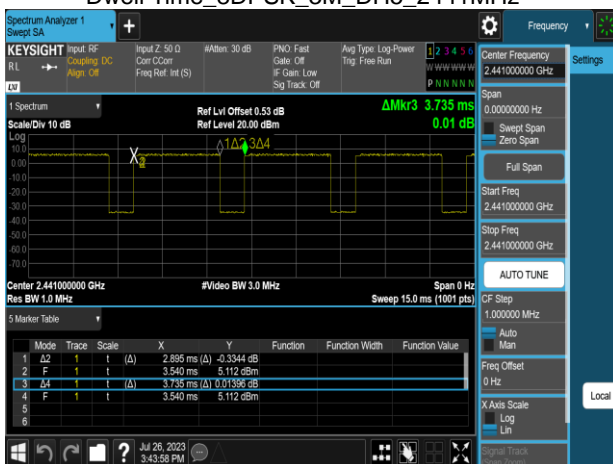 Spectrum Analyzer 1
Swept SA
Frequency
KEYSIGHT
RL
Input: RF
Coupling: DC
Align: Off
Input Z: 50 Ω
Corr CCorr
Freq Ref: Int (S)
#Atten: 30 dB
PNO: Fast
Gate: Off
IF Gain: Low
Sig Track: Off
Avg Type: Log-Power
Trig: Free Run
1 2 3 4 5 6
W W W W W W
P N N N N N
LXI
Center Frequency
2.441000000 GHz
Settings
1 Spectrum
Scale/Div 10 dB
Ref Lvl Offset 0.53 dB
Ref Level 20.00 dBm
ΔMkr3 3.735 ms
0.01 dB
Span
0.00000000 Hz
Swept Span
Zero Span
Log
10.0
0.00
-10.0
-20.0
-30.0
-40.0
-50.0
-60.0
-70.0
Full Span
Start Freq
2.441000000 GHz
Stop Freq
2.441000000 GHz
AUTO TUNE
Center 2.441000000 GHz
Res BW 1.0 MHz
#Video BW 3.0 MHz
Span 0 Hz
Sweep 15.0 ms (1001 pts)
CF Step
1.000000 MHz
Auto
Man
5 Marker Table
Mode Trace Scale X Y Function Function Width Function Value
1 Δ2 1 t (Δ) 2.895 ms (Δ) -0.3344 dB
2 F 1 t 3.540 ms 5.112 dBm
3 Δ4 1 t (Δ) 3.735 ms (Δ) 0.01396 dB
4 F 1 t 3.540 ms 5.112 dBm
5
6
Freq Offset
0 Hz
X Axis Scale
Log
Lin
Local
Signal Track
(Span Zoom)
Jul 26, 2023
3:43:58 PM